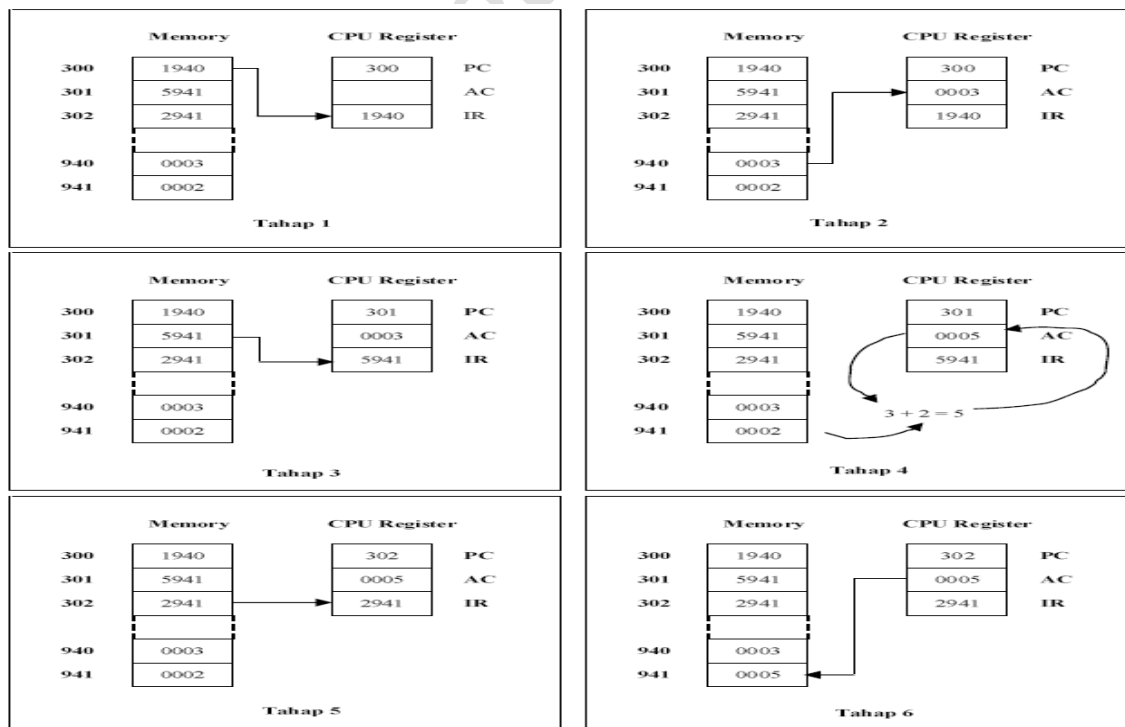 Memory CPU Register
300 1940 300 PC
301 5941 AC
302 2941 1940 IR
940 0003
941 0002
Tahap 1
Memory CPU Register
300 1940 300 PC
301 5941 0003 AC
302 2941 1940 IR
940 0003
941 0002
Tahap 2
Memory CPU Register
300 1940 301 PC
301 5941 0003 AC
302 2941 5941 IR
940 0003
941 0002
Tahap 3
Memory CPU Register
300 1940 301 PC
301 5941 0005 AC
302 2941 5941 IR
940 0003
3 + 2 = 5
941 0002
Tahap 4
Memory CPU Register
300 1940 302 PC
301 5941 0005 AC
302 2941 2941 IR
940 0003
941 0002
Tahap 5
Memory CPU Register
300 1940 302 PC
301 5941 0005 AC
302 2941 2941 IR
940 0003
941 0005
Tahap 6